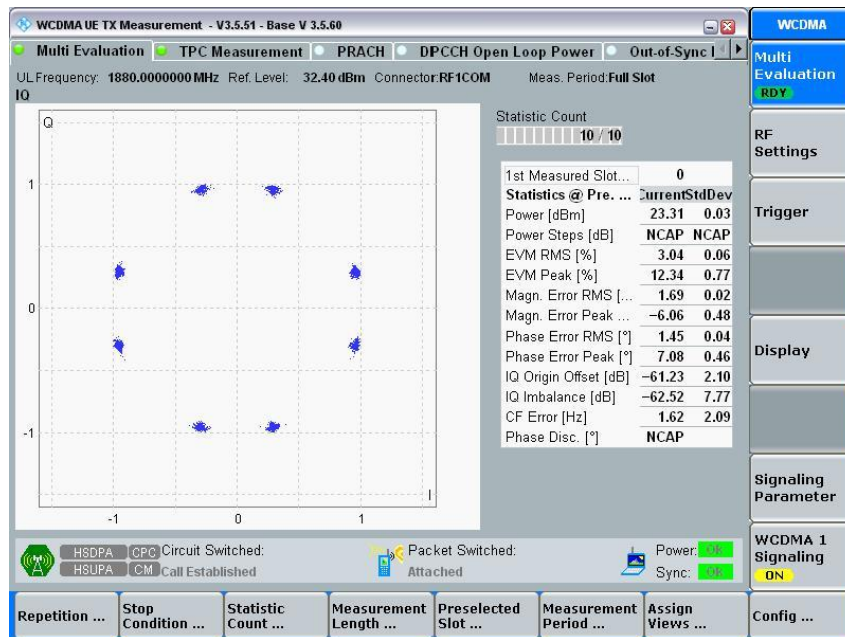 WCDMA UE TX Measurement - V3.5.51 - Base V 3.5.60
WCDMA
Multi Evaluation TPC Measurement PRACH DPCCH Open Loop Power Out-of-Sync
Multi Evaluation
RDY
UL Frequency: 1880.0000000 MHz Ref. Level: 32.40 dBm Connector:RF1COM Meas. Period:Full Slot
IQ
Q
1
0
-1
-1 0 1
I
Statistic Count
10 / 10
1st Measured Slot... 0
Statistics @ Pre. ... Current StdDev
Power [dBm] 23.31 0.03
Power Steps [dB] NCAP NCAP
EVM RMS [%] 3.04 0.06
EVM Peak [%] 12.34 0.77
Magn. Error RMS [... 1.69 0.02
Magn. Error Peak ... −6.06 0.48
Phase Error RMS [°] 1.45 0.04
Phase Error Peak [°] 7.08 0.46
IQ Origin Offset [dB] −61.23 2.10
IQ Imbalance [dB] −62.52 7.77
CF Error [Hz] 1.62 2.09
Phase Disc. [°] NCAP
RF Settings
Trigger
Display
Signaling Parameter
WCDMA 1 Signaling
ON
HSDPA CPC Circuit Switched: Packet Switched: Power: OK
HSUPA CM Call Established Attached Sync: OK
Repetition ... Stop Condition ... Statistic Count ... Measurement Length ... Preselected Slot ... Measurement Period ... Assign Views ... Config ...